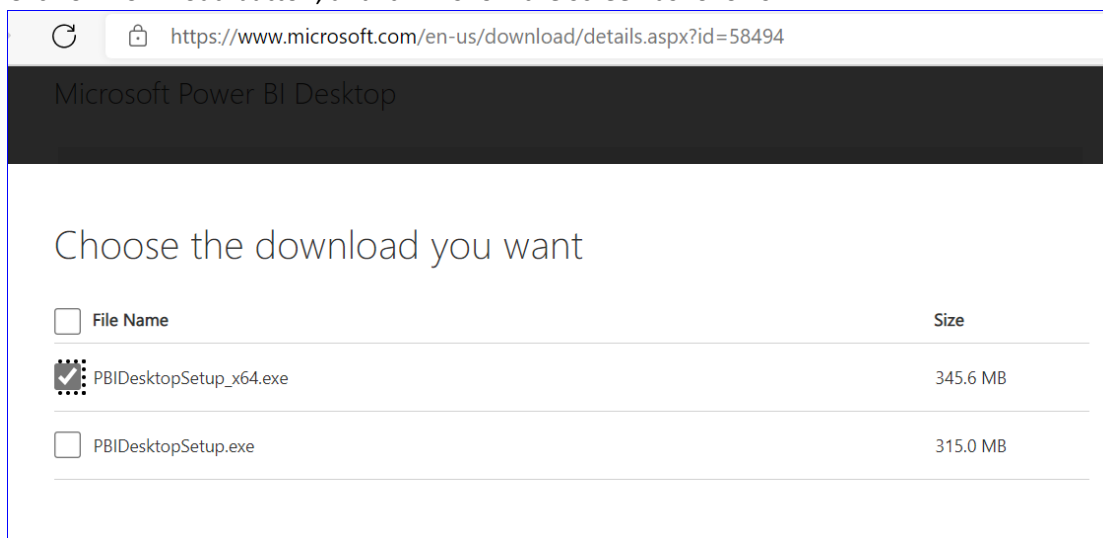 https://www.microsoft.com/en-us/download/details.aspx?id=58494
Microsoft Power BI Desktop
Choose the download you want
File Name Size
PBIDesktopSetup_x64.exe 345.6 MB
PBIDesktopSetup.exe 315.0 MB